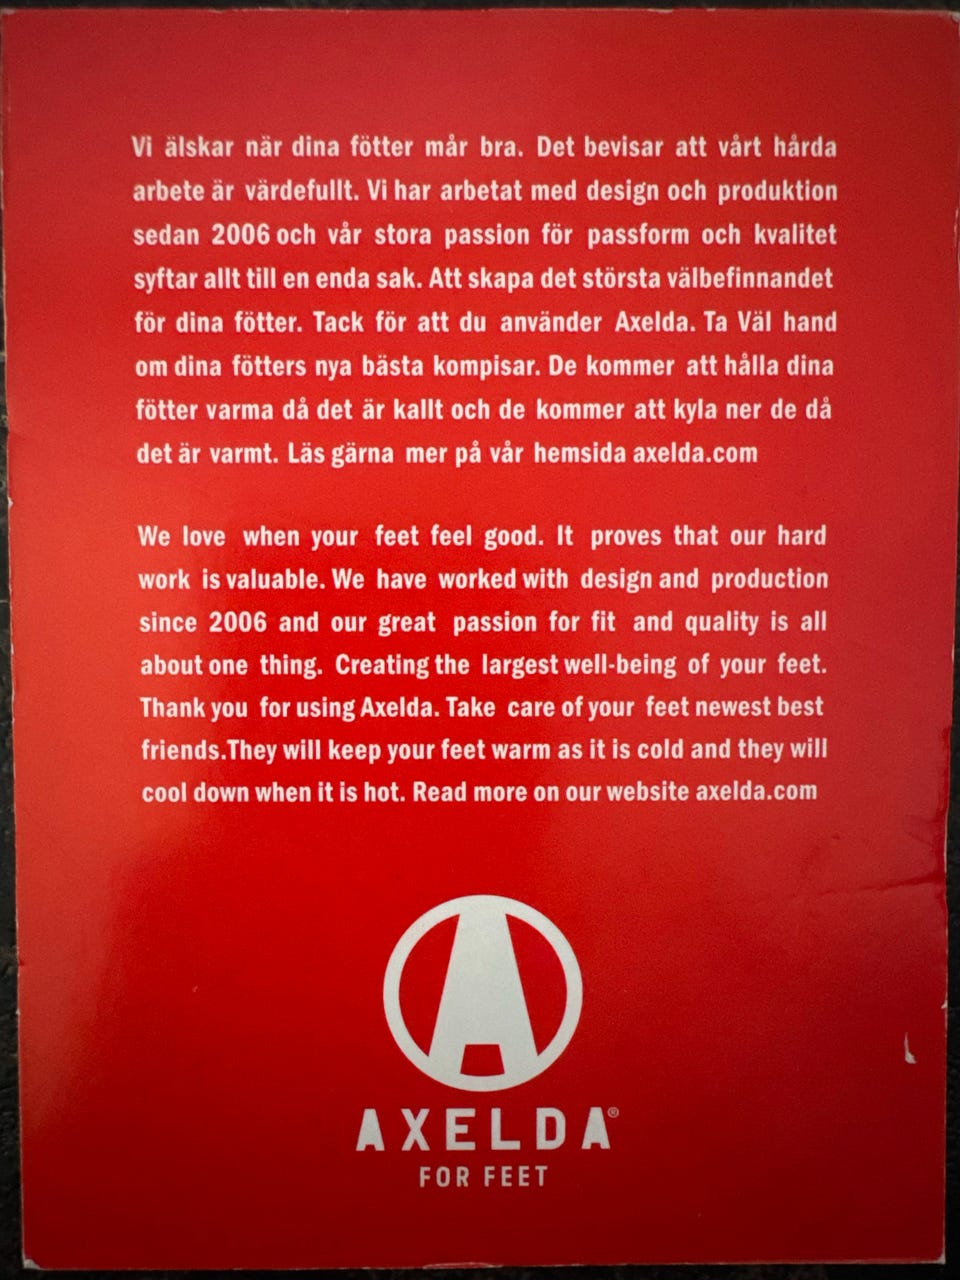 Vi älskar när dina fötter mår bra. Det bevisar att vårt hårda
arbete är värdefullt. Vi har arbetat med design och produktion
sedan 2006 och vår stora passion för passform och kvalitet
syftar allt till en enda sak. Att skapa det största välbefinnandet
för dina fötter. Tack för att du använder Axelda. Ta Väl hand
om dina fötters nya bästa kompisar. De kommer att hålla dina
fötter varma då det är kallt och de kommer att kyla ner de då
det är varmt. Läs gärna mer på vår hemsida axelda.com
We love when your feet feel good. It proves that our hard
work is valuable. We have worked with design and production
since 2006 and our great passion for fit and quality is all
about one thing. Creating the largest well-being of your feet.
Thank you for using Axelda. Take care of your feet newest best
friends.They will keep your feet warm as it is cold and they will
cool down when it is hot. Read more on our website axelda.com
AXELDA®
FOR FEET